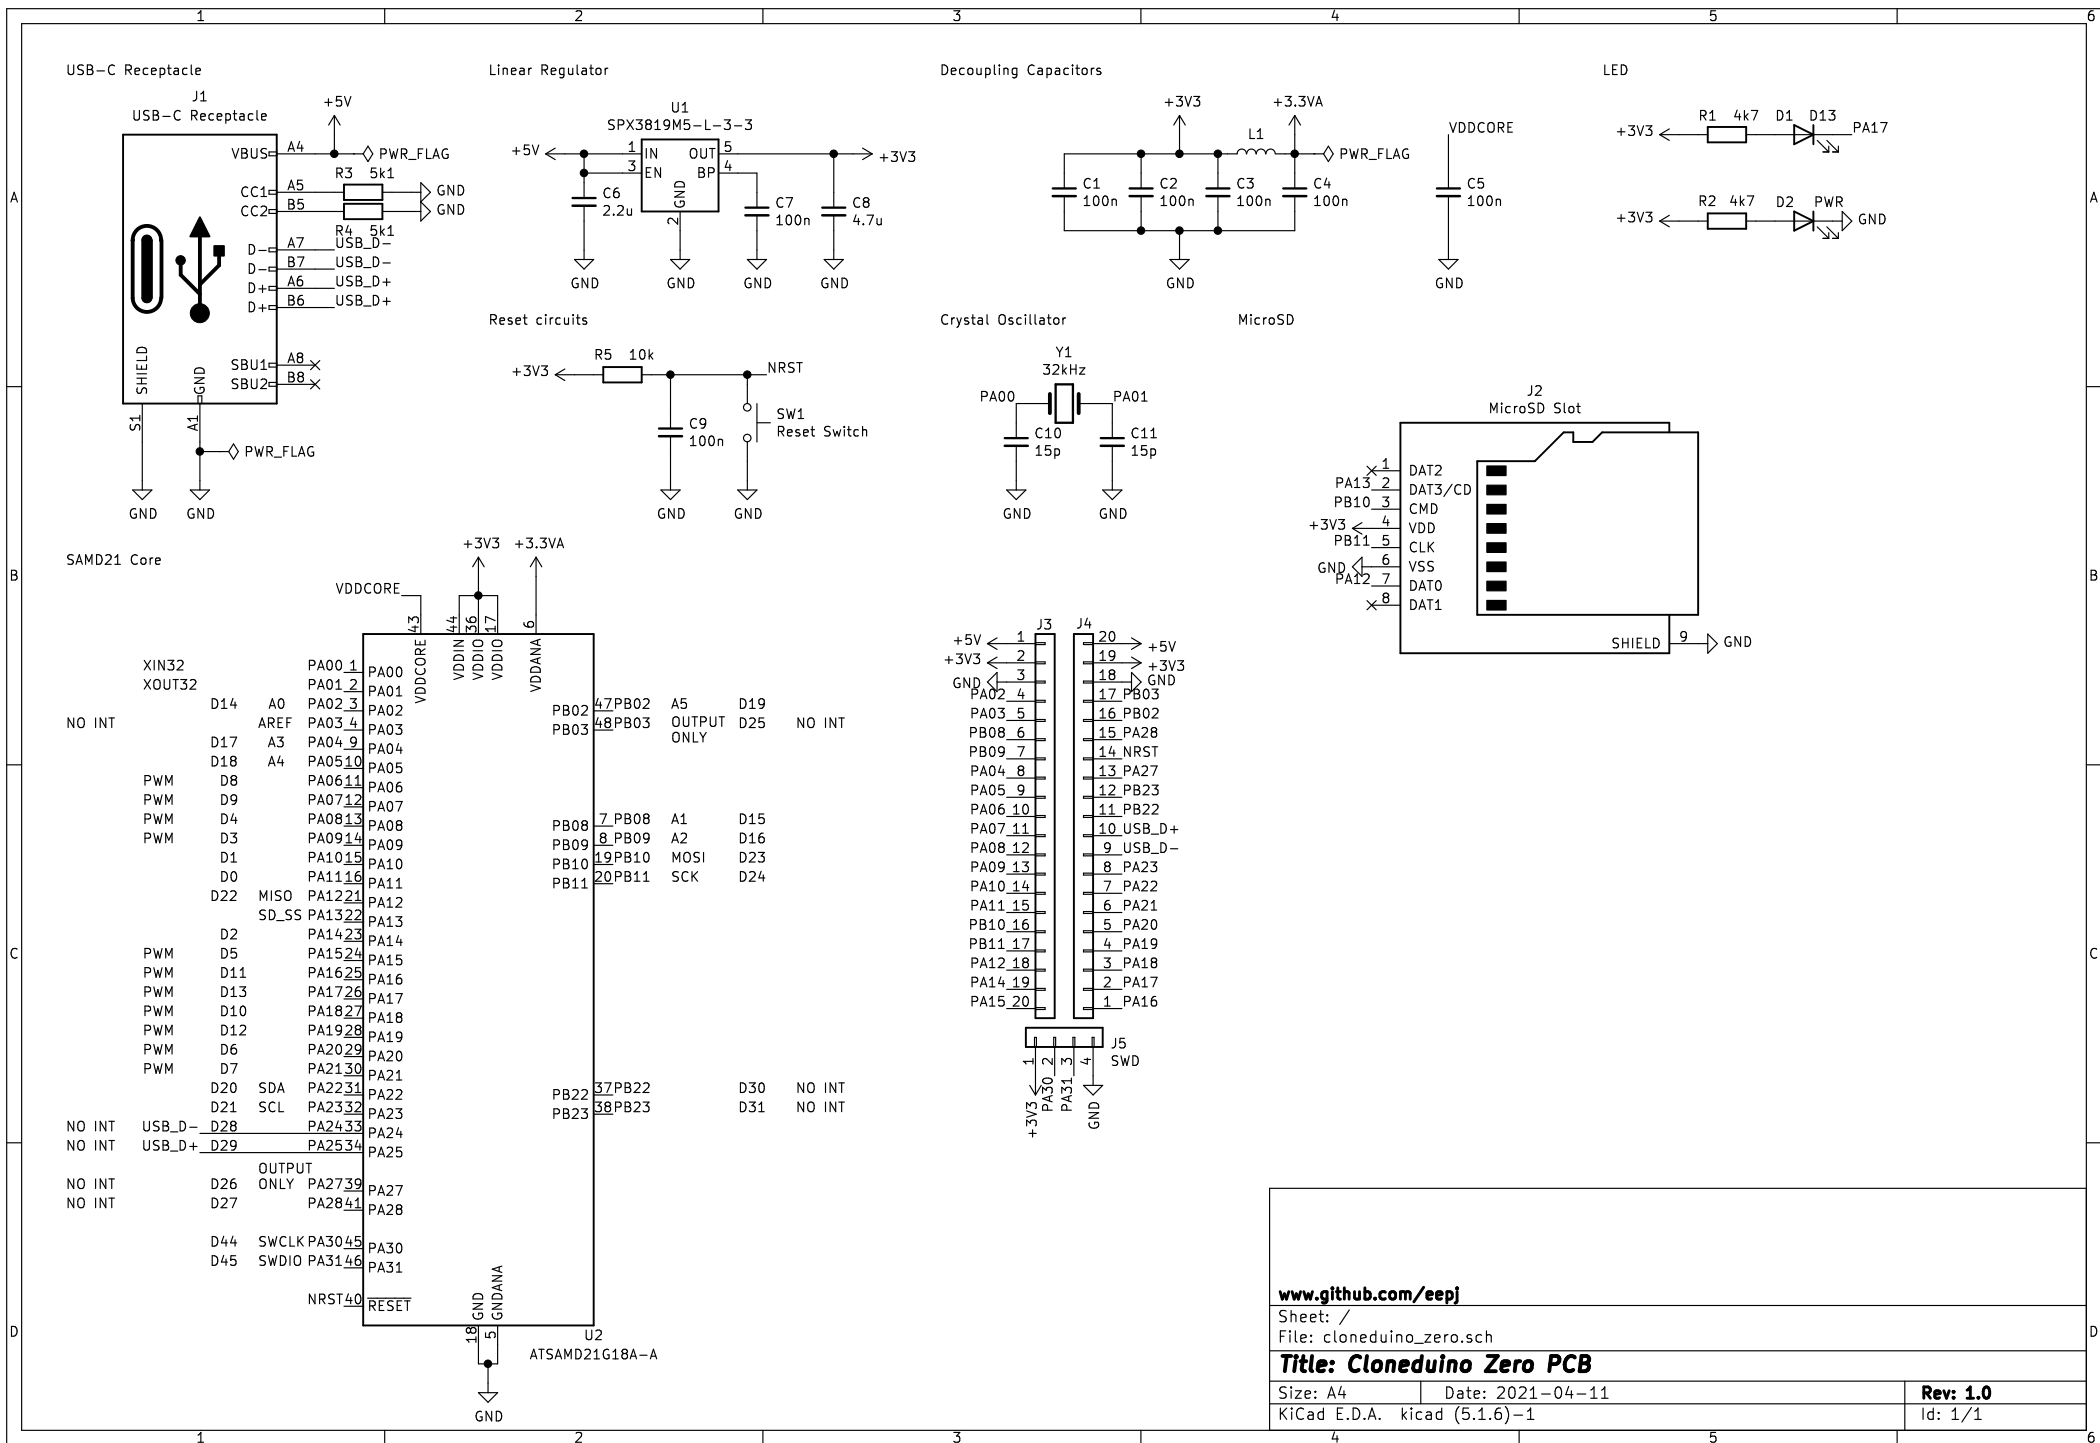 1 2 3 4 5 6
A
B
C
D
USB-C Receptacle
J1
USB-C Receptacle
+5V
VBUS A4
PWR_FLAG
R3 5k1
CC1 A5 GND
CC2 B5 GND
R4 5k1
D- A7 USB_D-
D- B7 USB_D-
D+ A6 USB_D+
D+ B6 USB_D+
SBU1 A8
SBU2 B8
SHIELD
GND
S1
A1
PWR_FLAG
GND GND
Linear Regulator
U1
SPX3819M5-L-3-3
+5V 1 IN OUT 5 +3V3
3 EN BP 4
GND
2
C6
2.2u
C7
100n
C8
4.7u
GND GND GND GND
Decoupling Capacitors
+3V3 +3.3VA
L1
PWR_FLAG
C1
100n
C2
100n
C3
100n
C4
100n
GND
VDDCORE
C5
100n
GND
LED
+3V3 R1 4k7 D1 D13 PA17
+3V3 R2 4k7 D2 PWR GND
Reset circuits
+3V3 R5 10k NRST
C9
100n
SW1
Reset Switch
GND GND
Crystal Oscillator
Y1
32kHz
PA00 PA01
C10
15p
C11
15p
GND GND
MicroSD
J2
MicroSD Slot
1 DAT2
PA13 2 DAT3/CD
PB10 3 CMD
+3V3 4 VDD
PB11 5 CLK
GND 6 VSS
PA12 7 DAT0
8 DAT1
SHIELD 9 GND
SAMD21 Core
+3V3 +3.3VA
VDDCORE
43 44 36 17 6
VDDCORE VDDIN VDDIO VDDIO VDDANA
XIN32 PA00 1 PA00
XOUT32 PA01 2 PA01
D14 A0 PA02 3 PA02
NO INT AREF PA03 4 PA03
D17 A3 PA04 9 PA04
D18 A4 PA05 10 PA05
PWM D8 PA06 11 PA06
PWM D9 PA07 12 PA07
PWM D4 PA08 13 PA08
PWM D3 PA09 14 PA09
D1 PA10 15 PA10
D0 PA11 16 PA11
D22 MISO PA12 21 PA12
SD_SS PA13 22 PA13
D2 PA14 23 PA14
PWM D5 PA15 24 PA15
PWM D11 PA16 25 PA16
PWM D13 PA17 26 PA17
PWM D10 PA18 27 PA18
PWM D12 PA19 28 PA19
PWM D6 PA20 29 PA20
PWM D7 PA21 30 PA21
D20 SDA PA22 31 PA22
D21 SCL PA23 32 PA23
NO INT USB_D- D28 PA24 33 PA24
NO INT USB_D+ D29 PA25 34 PA25
OUTPUT
NO INT D26 ONLY PA27 39 PA27
NO INT D27 PA28 41 PA28
D44 SWCLK PA30 45 PA30
D45 SWDIO PA31 46 PA31
NRST 40 RESET
PB02 47 PB02 A5 D19
PB03 48 PB03 OUTPUT D25 NO INT
ONLY
PB08 7 PB08 A1 D15
PB09 8 PB09 A2 D16
PB10 19 PB10 MOSI D23
PB11 20 PB11 SCK D24
PB22 37 PB22 D30 NO INT
PB23 38 PB23 D31 NO INT
GND GNDANA
18 5
GND
U2
ATSAMD21G18A-A
J3 J4
+5V 1 20 +5V
+3V3 2 19 +3V3
GND 3 18 GND
PA02 4 17 PB03
PA03 5 16 PB02
PB08 6 15 PA28
PB09 7 14 NRST
PA04 8 13 PA27
PA05 9 12 PB23
PA06 10 11 PB22
PA07 11 10 USB_D+
PA08 12 9 USB_D-
PA09 13 8 PA23
PA10 14 7 PA22
PA11 15 6 PA21
PB10 16 5 PA20
PB11 17 4 PA19
PA12 18 3 PA18
PA14 19 2 PA17
PA15 20 1 PA16
J5
SWD
1 2 3 4
+3V3 PA30 PA31 GND
www.github.com/eepj
Sheet: /
File: cloneduino_zero.sch
Title: Cloneduino Zero PCB
Size: A4 Date: 2021-04-11 Rev: 1.0
KiCad E.D.A. kicad (5.1.6)-1 Id: 1/1
A
B
C
D
1 2 3 4 5 6